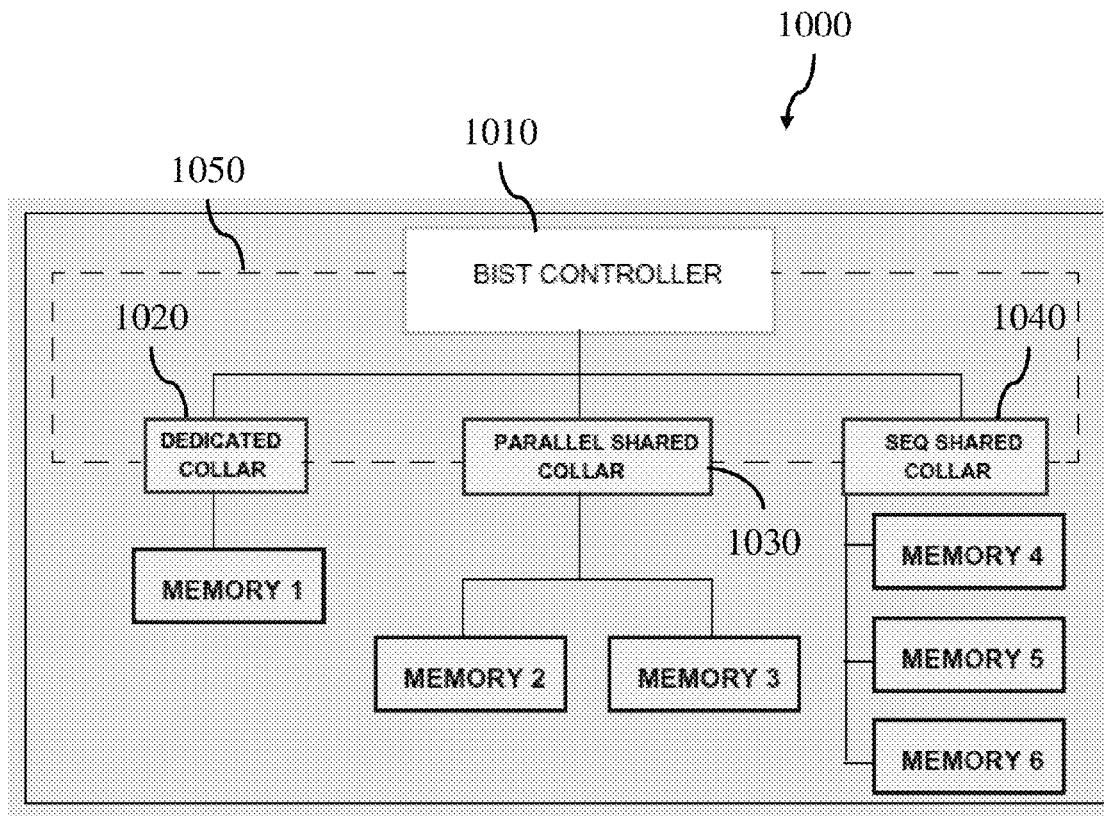 1000
1010
1050
BIST CONTROLLER
1020
1040
DEDICATED
COLLAR
PARALLEL SHARED
COLLAR
SEQ SHARED
COLLAR
1030
MEMORY 1
MEMORY 4
MEMORY 2
MEMORY 3
MEMORY 5
MEMORY 6